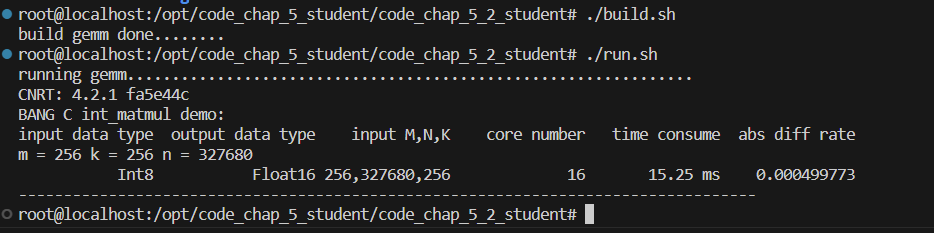 root@localhost:/opt/code_chap_5_student/code_chap_5_2_student# ./build.sh
build gemm done........
root@localhost:/opt/code_chap_5_student/code_chap_5_2_student# ./run.sh
running gemm.................................................................
CNRT: 4.2.1 fa5e44c
BANG C int_matmul demo:
input data type  output data type    input M,N,K    core number   time consume  abs diff rate
m = 256 k = 256 n = 327680
           Int8           Float16 256,327680,256             16       15.25 ms    0.000499773
-----------------------------------------------------------------------------------
root@localhost:/opt/code_chap_5_student/code_chap_5_2_student#